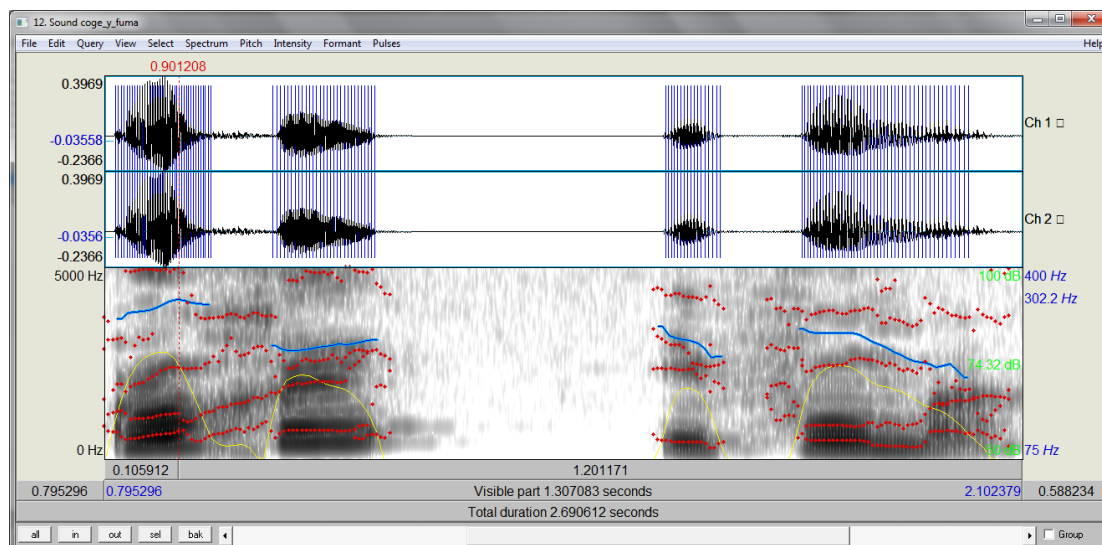 12. Sound coge_y_fuma
File Edit Query View Select Spectrum Pitch Intensity Formant Pulses Help
0.901208
0.3969
-0.03558
-0.2366
Ch 1
0.3969
-0.0356
-0.2366
Ch 2
5000 Hz 100 dB 400 Hz
302.2 Hz
74.32 dB
0 Hz 75 Hz
0.105912 1.201171
0.795296 0.795296 Visible part 1.307083 seconds 2.102379 0.588234
Total duration 2.690612 seconds
all in out sel bak Group